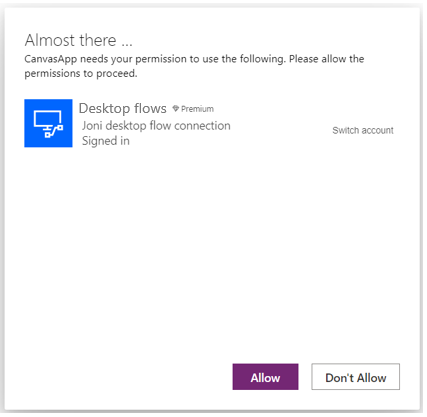 Almost there ...
CanvasApp needs your permission to use the following. Please allow the
permissions to proceed.
Desktop flows Premium
Joni desktop flow connection
Signed in
Switch account
Allow Don't Allow